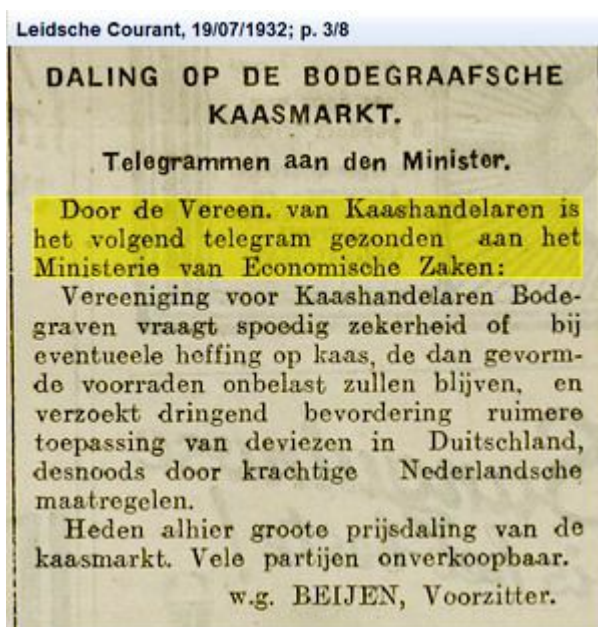 Leidsche Courant, 19/07/1932; p. 3/8
DALING OP DE BODEGRAAFSCHE
KAASMARKT.
Telegrammen aan den Minister.
Door de Vereen. van Kaashandelaren is
het volgend telegram gezonden aan het
Ministerie van Economische Zaken:
Vereeniging voor Kaashandelaren Bode-
graven vraagt spoedig zekerheid of bij
eventueele heffing op kaas, de dan gevorm-
de voorraden onbelast zullen blijven, en
verzoekt dringend bevordering ruimere
toepassing van deviezen in Duitschland,
desnoods door krachtige Nederlandsche
maatregelen.
Heden alhier groote prijsdaling van de
kaasmarkt. Vele partijen onverkoopbaar.
w.g. BEIJEN, Voorzitter.